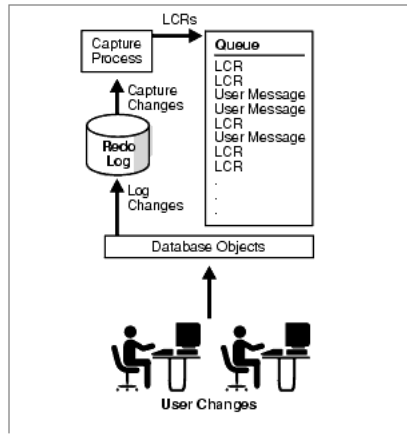 LCRs
Capture
Process
Queue
LCR
LCR
User Message
User Message
LCR
User Message
LCR
LCR
.
.
.
Capture
Changes
Redo
Log
Log
Changes
Database Objects
User Changes